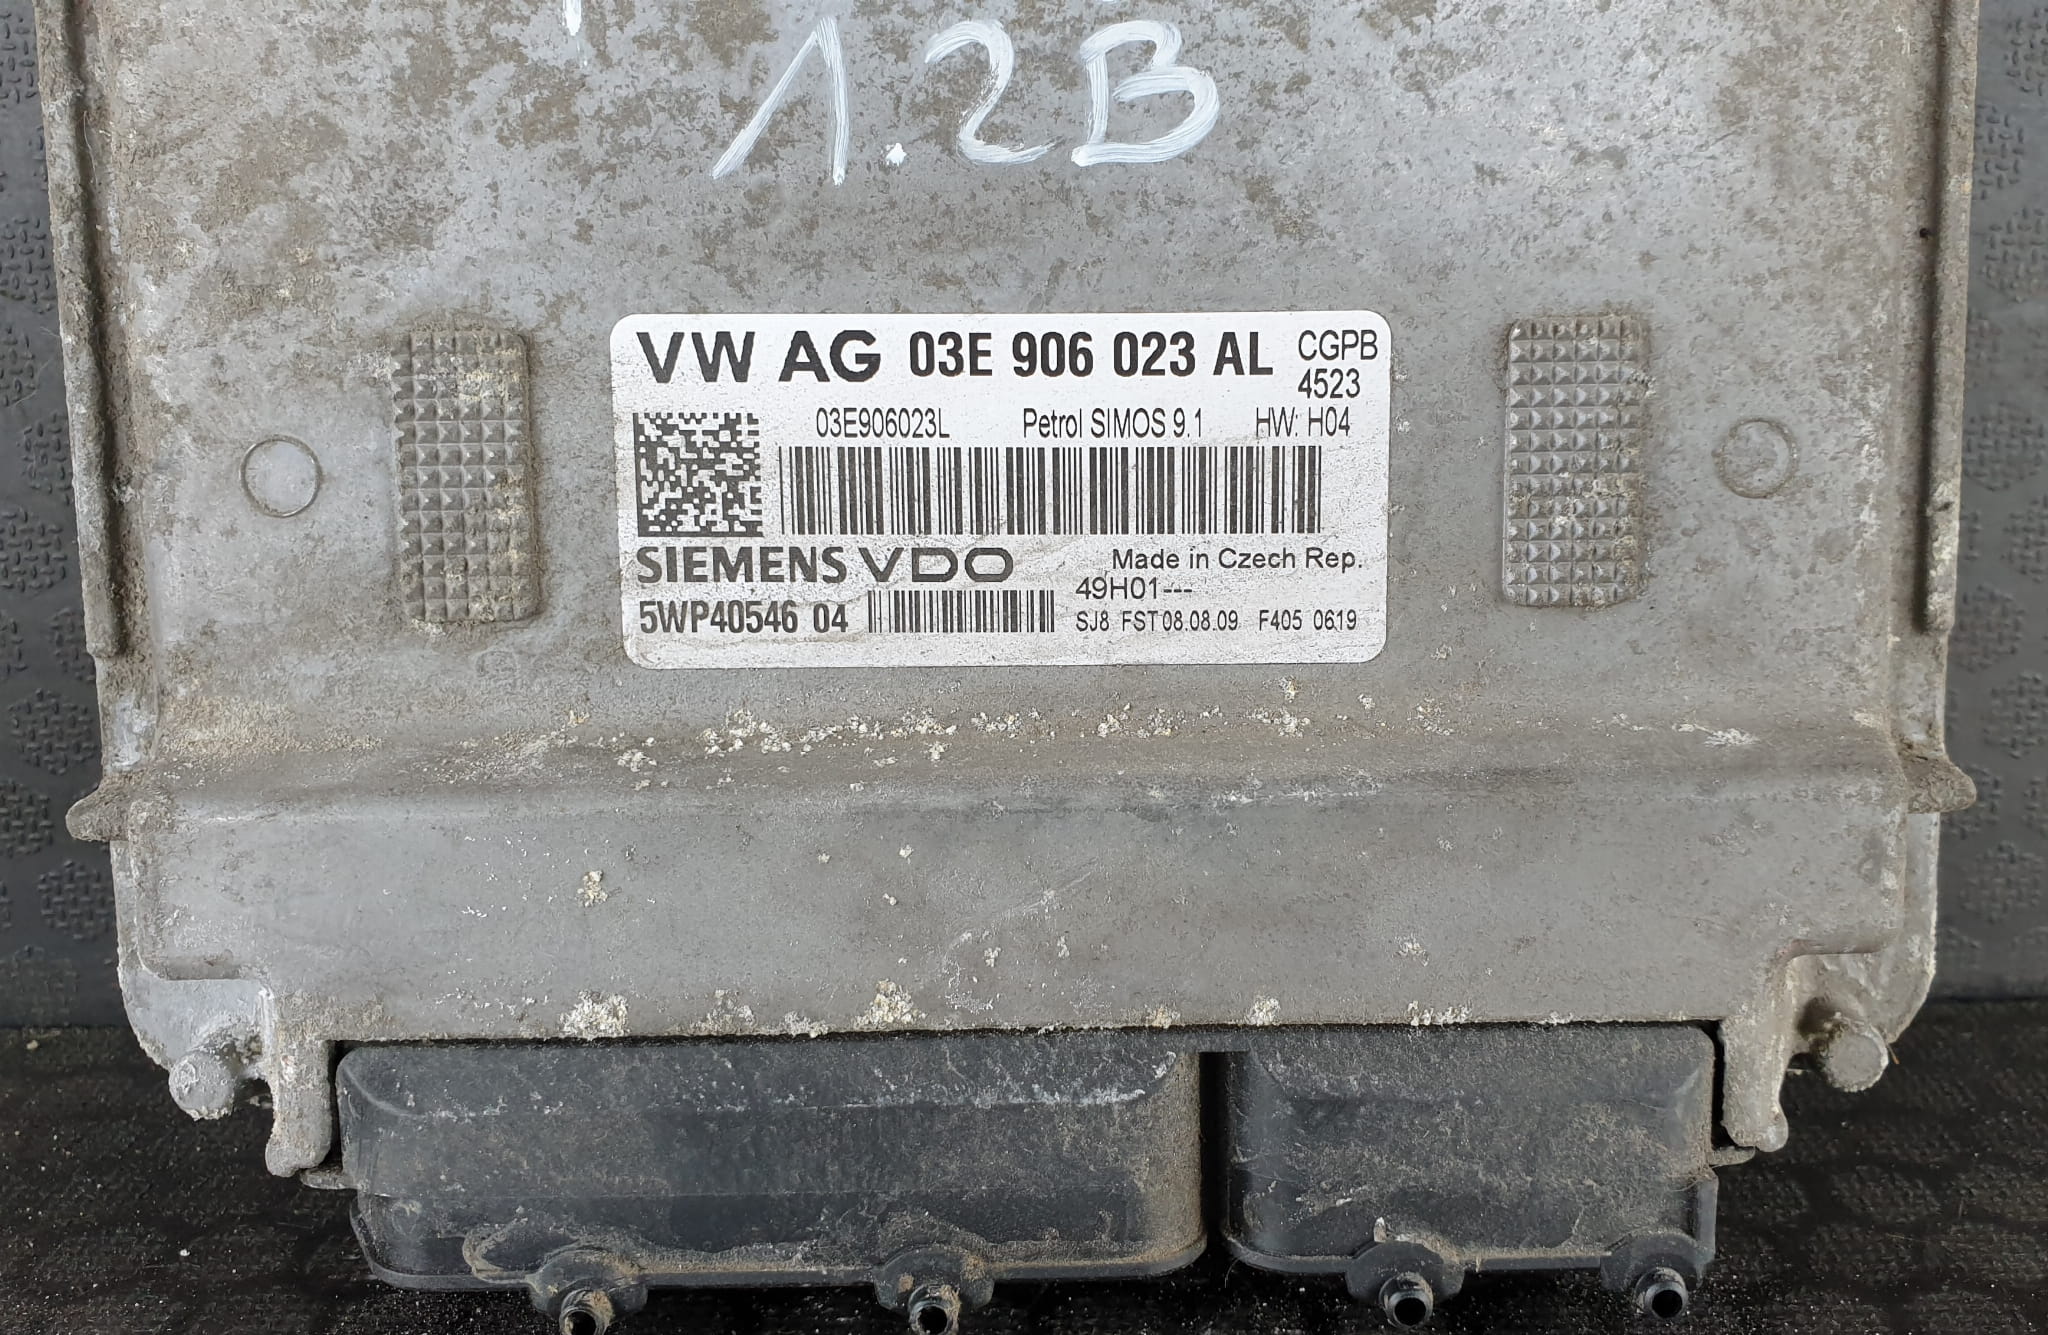 1.2B
VW AG 03E 906 023 AL CGPB
4523
03E906023L Petrol SIMOS 9.1 HW: H04
SIEMENS VDO Made in Czech Rep.
49H01---
5WP40546 04 SJ8 FST 08.08.09 F405 0619